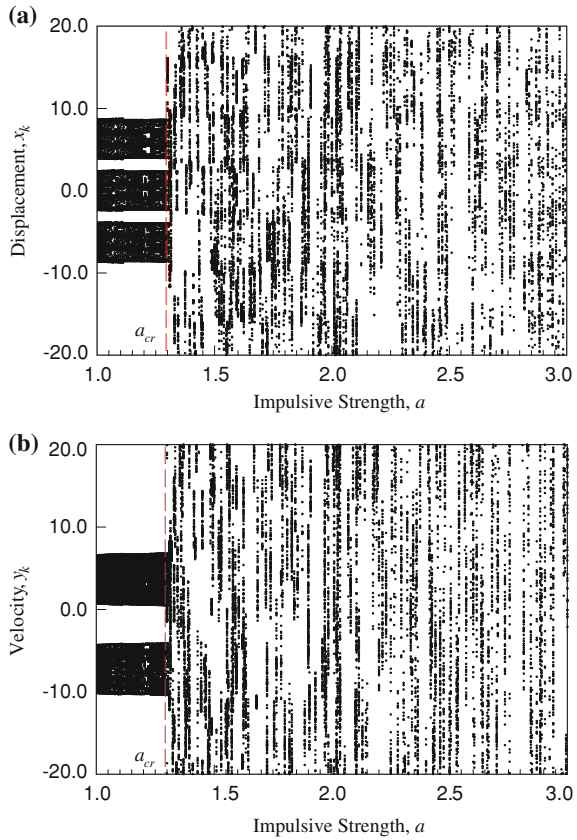 (a)
20.0
10.0
0.0
-10.0
-20.0
Displacement, x_k
a_cr
1.0 1.5 2.0 2.5 3.0
Impulsive Strength, a
(b)
20.0
10.0
0.0
-10.0
-20.0
Velocity, y_k
a_cr
1.0 1.5 2.0 2.5 3.0
Impulsive Strength, a